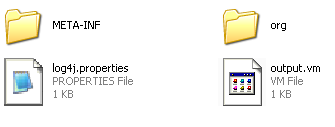 META-INF
org
log4j.properties
PROPERTIES File
1 KB
output.vm
VM File
1 KB